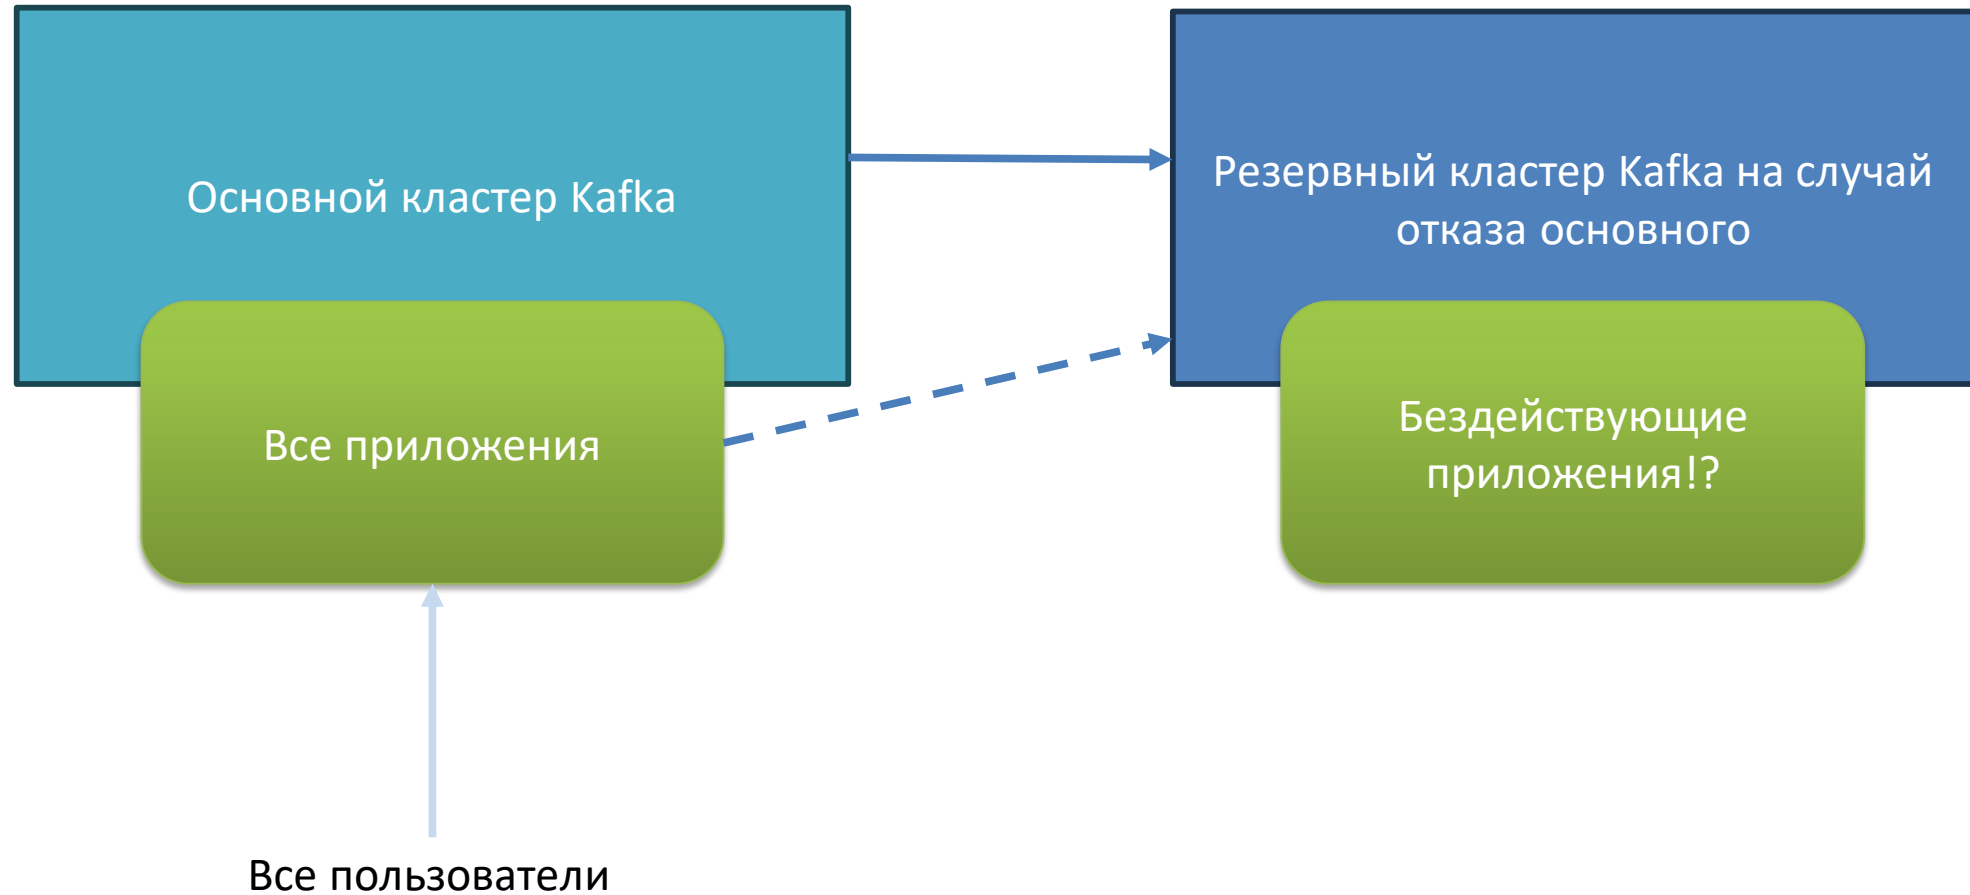 Основной кластер Kafka
Резервный кластер Kafka на случай
отказа основного
Все приложения
Бездействующие
приложения!?
Все пользователи